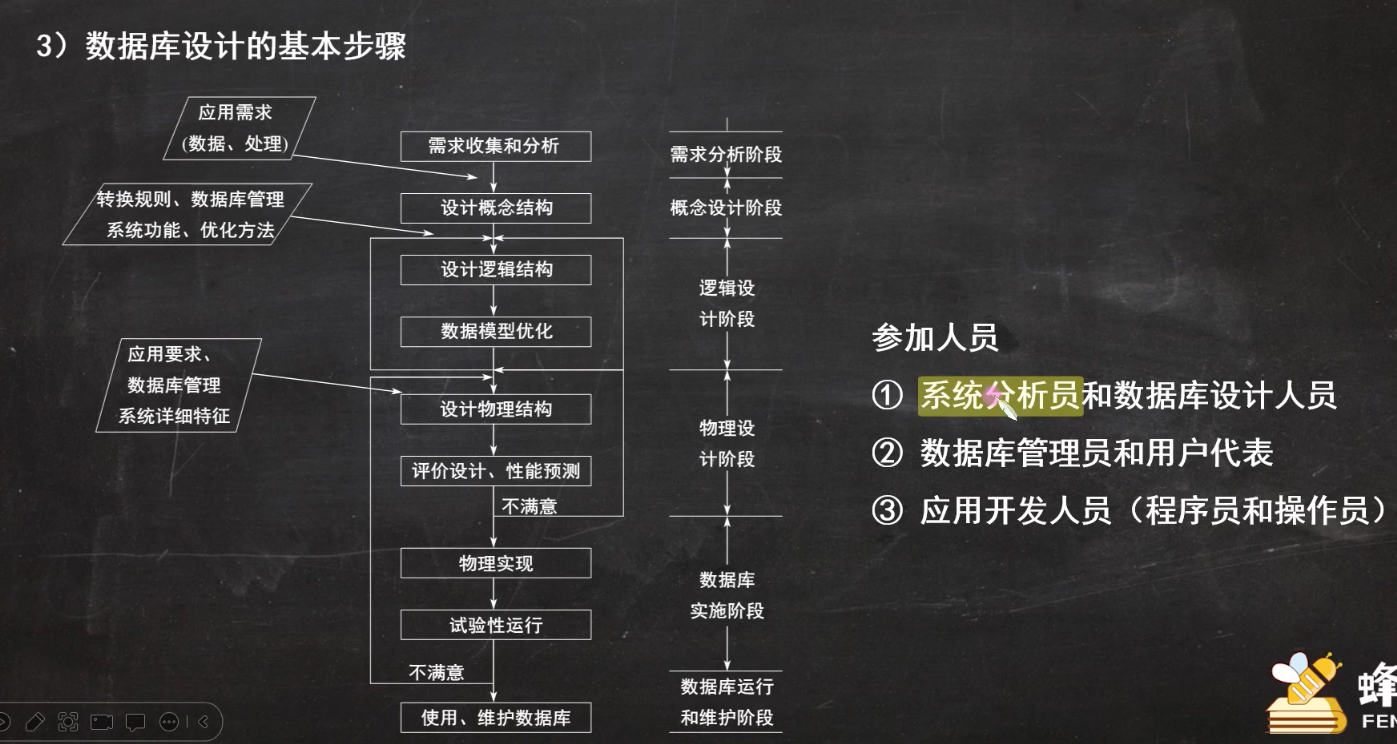 3）数据库设计的基本步骤
应用需求
(数据、处理)
转换规则、数据库管理
系统功能、优化方法
应用要求、
数据库管理
系统详细特征
需求收集和分析
设计概念结构
设计逻辑结构
数据模型优化
设计物理结构
评价设计、性能预测
不满意
物理实现
试验性运行
不满意
使用、维护数据库
需求分析阶段
概念设计阶段
逻辑设
计阶段
物理设
计阶段
数据库
实施阶段
数据库运行
和维护阶段
参加人员
① 系统分析员和数据库设计人员
② 数据库管理员和用户代表
③ 应用开发人员（程序员和操作员）
蜂
FEN